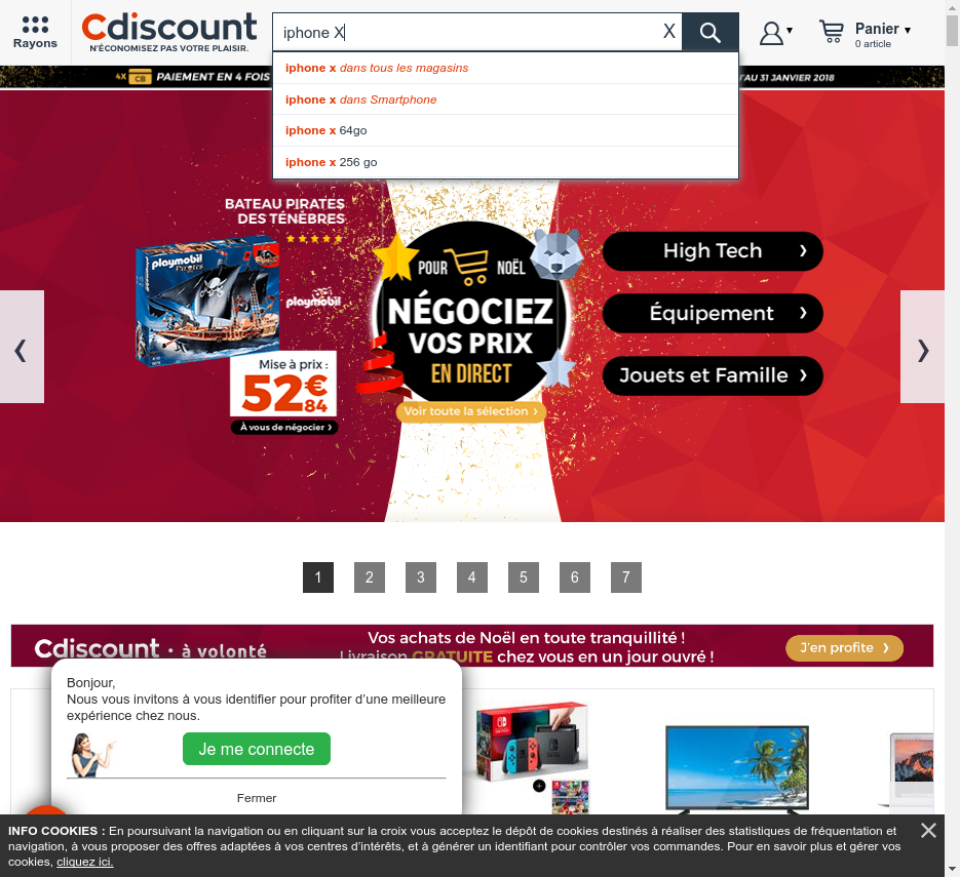 Rayons
Cdiscount
N'ÉCONOMISEZ PAS VOTRE PLAISIR.
iphone X
X
Panier
0 article
iphone x dans tous les magasins
iphone x dans Smartphone
iphone x 64go
iphone x 256 go
4X CB PAIEMENT EN 4 FOIS
'AU 31 JANVIER 2018
BATEAU PIRATES
DES TÉNÈBRES
playmobil
Pirates
playmobil
Mise à prix :
52€84
À vous de négocier
POUR NOËL
NÉGOCIEZ
VOS PRIX
EN DIRECT
Voir toute la sélection
High Tech
Équipement
Jouets et Famille
1 2 3 4 5 6 7
Cdiscount · à volonté
Vos achats de Noël en toute tranquillité !
Livraison GRATUITE chez vous en un jour ouvré !
J'en profite
Bonjour,
Nous vous invitons à vous identifier pour profiter d'une meilleure
expérience chez nous.
Je me connecte
Fermer
INFO COOKIES : En poursuivant la navigation ou en cliquant sur la croix vous acceptez le dépôt de cookies destinés à réaliser des statistiques de fréquentation et
navigation, à vous proposer des offres adaptées à vos centres d'intérêts, et à générer un identifiant pour contrôler vos commandes. Pour en savoir plus et gérer vos
cookies, cliquez ici.